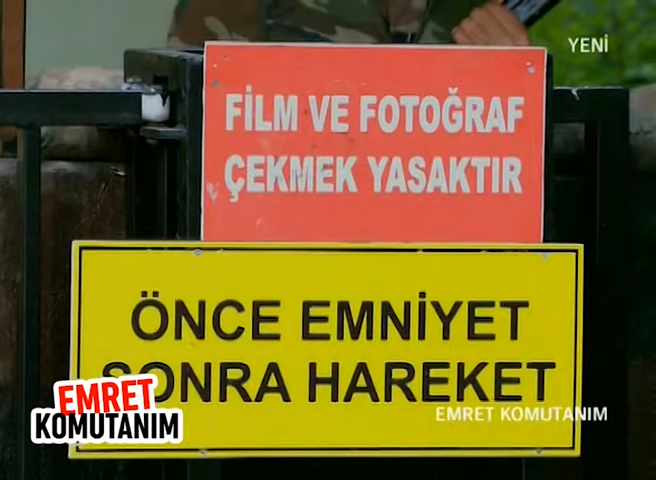 YENİ
FİLM VE FOTOĞRAF
ÇEKMEK YASAKTIR
ÖNCE EMNİYET
SONRA HAREKET
EMRET
KOMUTANIM
EMRET KOMUTANIM